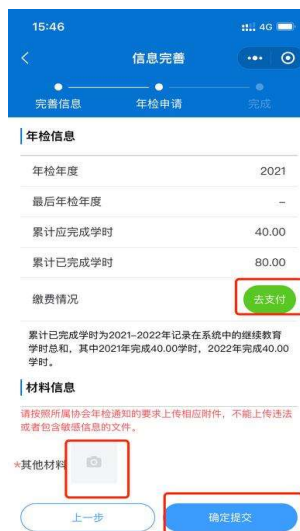 15:46
4G
信息完善
完善信息
年检申请
完成
年检信息
年检年度 2021
最后年检年度 –
累计应完成学时 40.00
累计已完成学时 80.00
缴费情况 去支付
累计已完成学时为2021–2022年记录在系统中的继续教育
学时总和，其中2021年完成40.00学时，2022年完成40.00
学时。
材料信息
请按照所属协会年检通知的要求上传相应附件，不能上传违法
或者包含敏感信息的文件。
*其他材料
上一步
确定提交